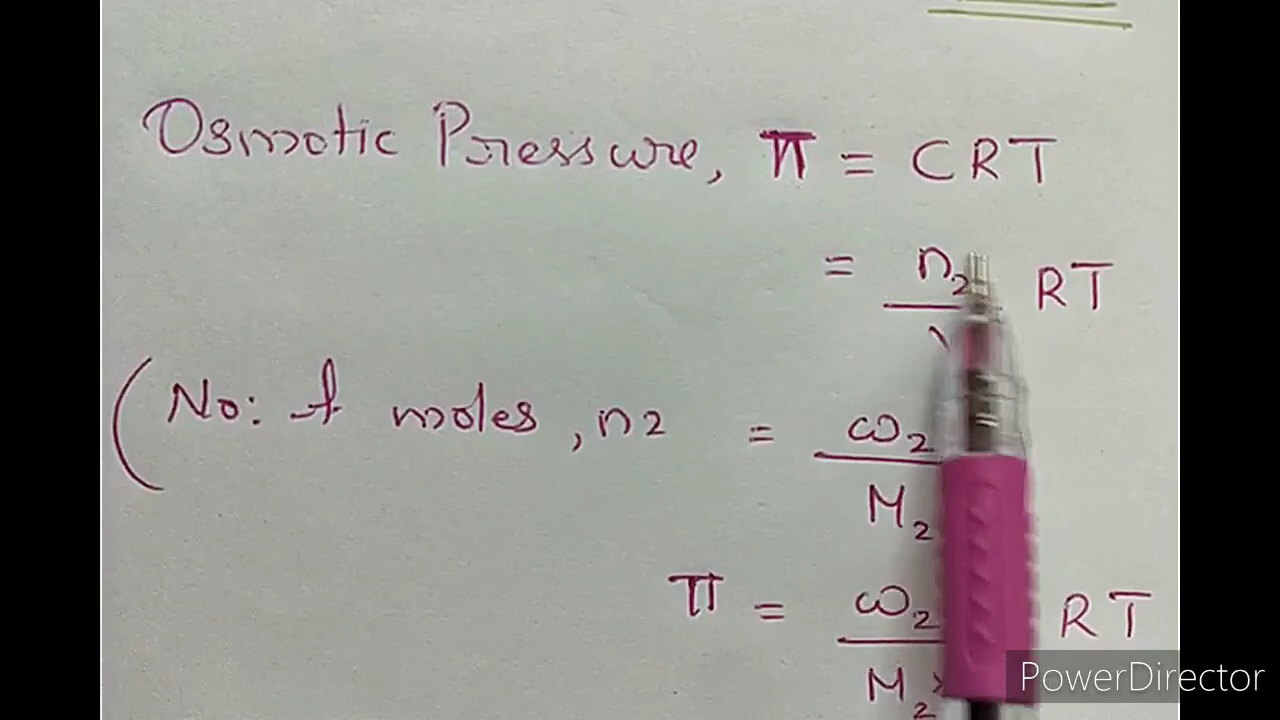 Osmotic Pressure, π = CRT
= n₂ / RT
(No: of moles, n2 = ω₂ / M₂
π = ω₂ / M₂ × RT
PowerDirector